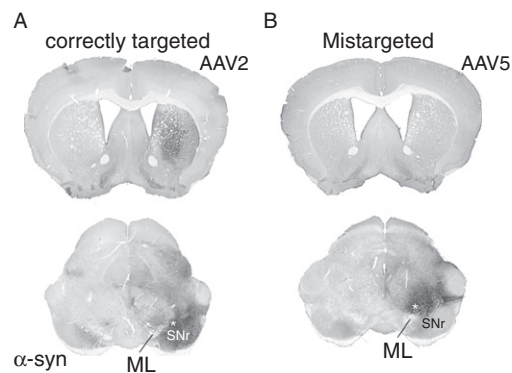 A
correctly targeted
AAV2
B
Mistargeted
AAV5
*
SNr
ML
α-syn
*
SNr
ML